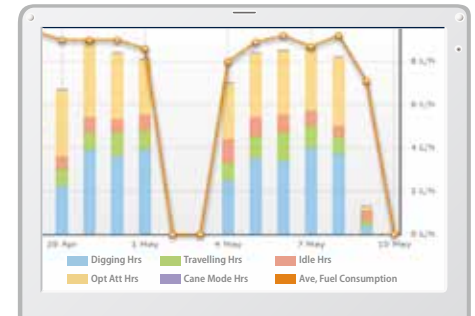 8 L/h
6 L/h
4 L/h
2 L/h
0 L/h
28 Apr 1 May 4 May 7 May 10 May
Digging Hrs Travelling Hrs Idle Hrs
Opt Att Hrs Cane Mode Hrs Ave, Fuel Consumption